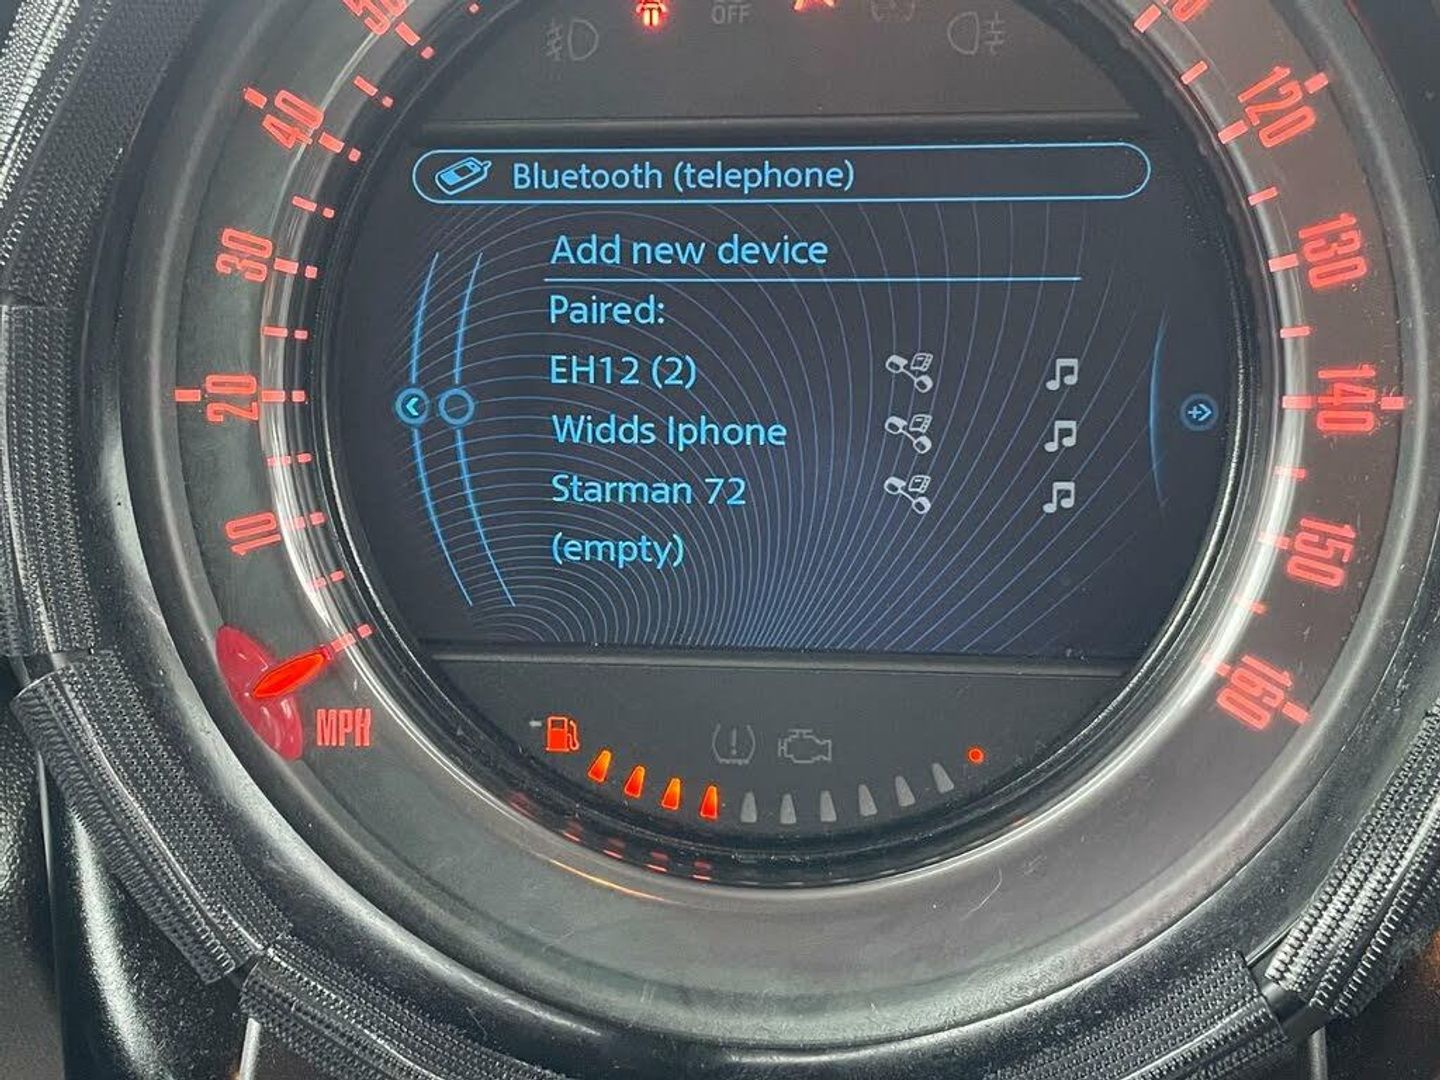 OFF
Bluetooth (telephone)
Add new device
Paired:
EH12 (2)
Widds Iphone
Starman 72
(empty)
50
40
30
20
10
MPH
120
130
140
150
160